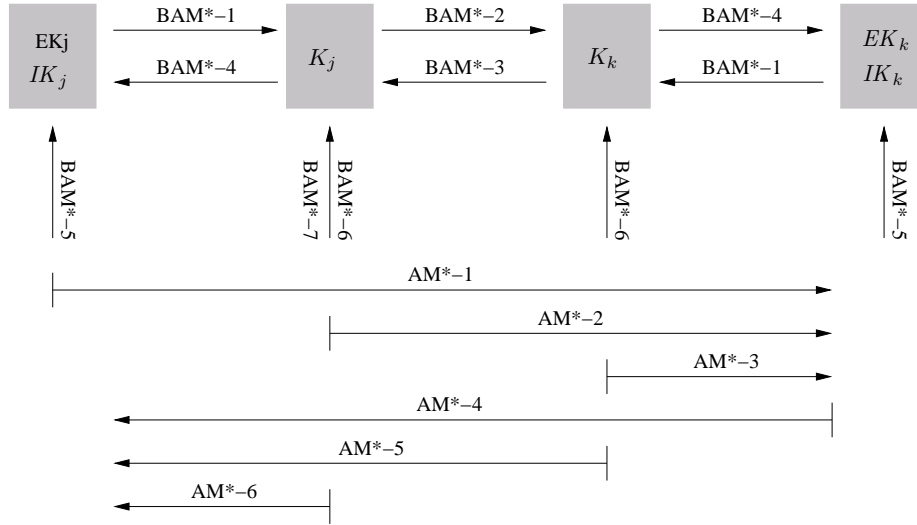 BAM*−1
BAM*−2
BAM*−4
EKj
IK_j
K_j
K_k
EK_k
IK_k
BAM*−4
BAM*−3
BAM*−1
BAM*−5
BAM*−7
BAM*−6
BAM*−6
BAM*−5
AM*−1
AM*−2
AM*−3
AM*−4
AM*−5
AM*−6